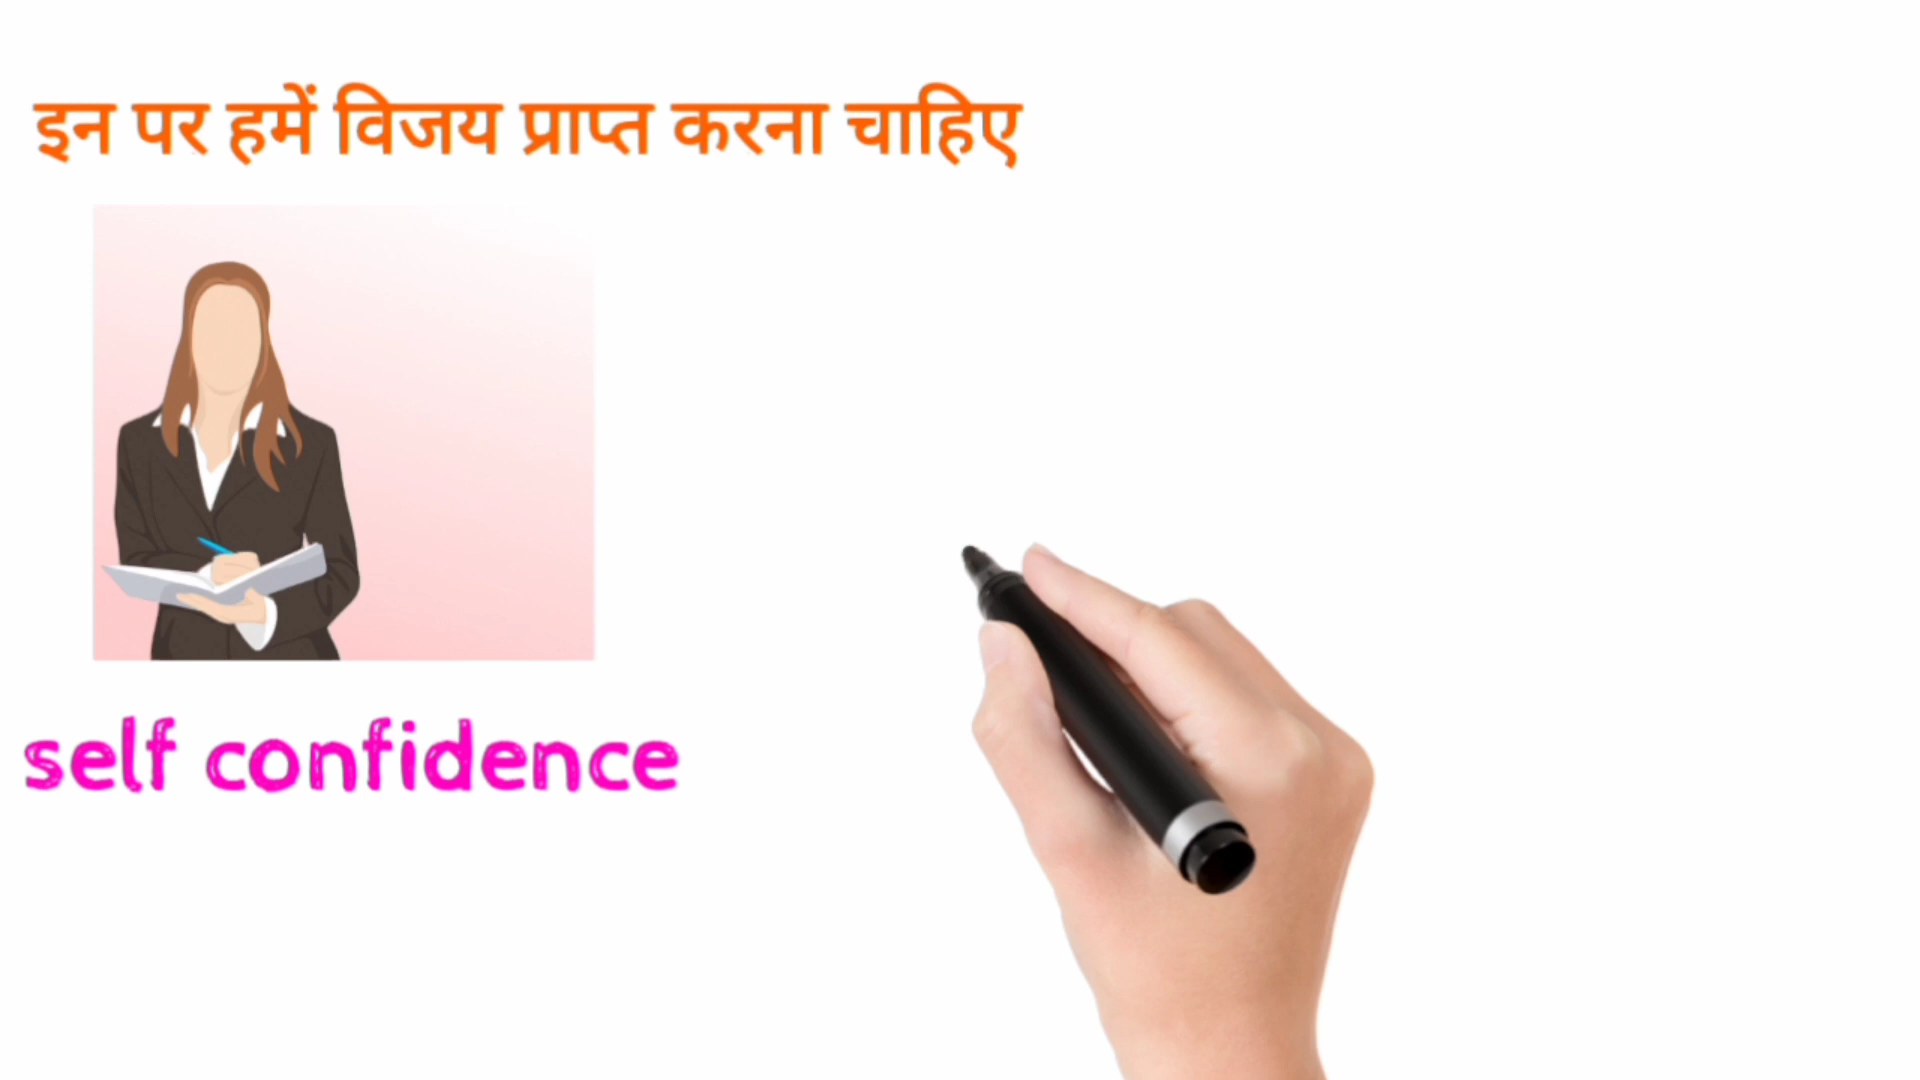 इन पर हमें विजय प्राप्त करना चाहिए
self confidence